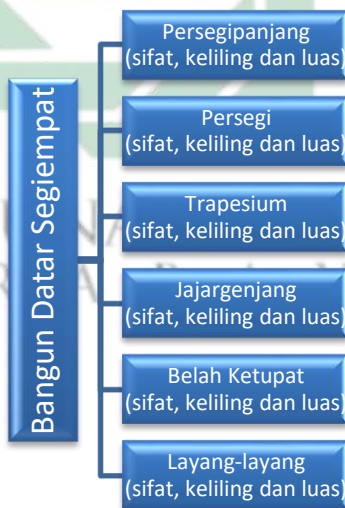 Bangun Datar Segiempat
Persegipanjang
(sifat, keliling dan luas)
Persegi
(sifat, keliling dan luas)
Trapesium
(sifat, keliling dan luas)
Jajargenjang
(sifat, keliling dan luas)
Belah Ketupat
(sifat, keliling dan luas)
Layang-layang
(sifat, keliling dan luas)